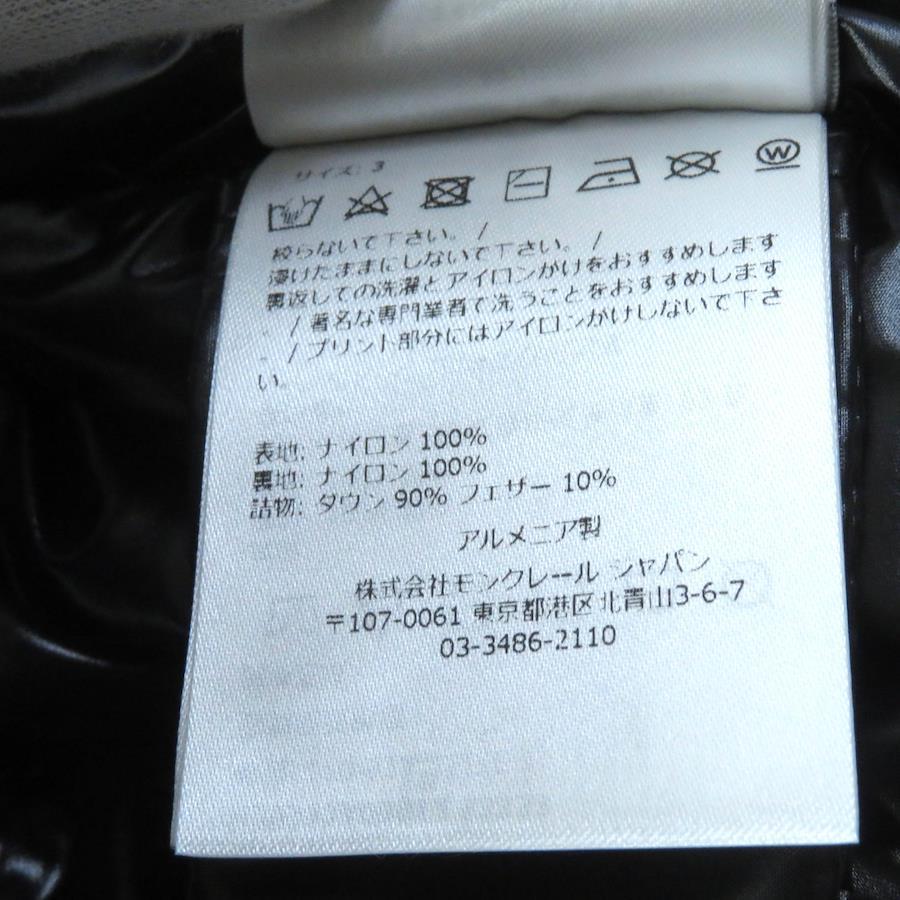 サイズ: 3
W
絞らないで下さい。/
浸けたままにしないで下さい。/
裏返しての洗濯とアイロンがけをおすすめします
。/著名な専門業者で洗うことをおすすめします
。/プリント部分にはアイロンがけしないで下さ
い。
表地: ナイロン 100%
裏地: ナイロン 100%
詰物: ダウン 90% フェザー 10%
アルメニア製
株式会社モンクレール ジャパン
〒107-0061 東京都港区北青山3-6-7
03-3486-2110